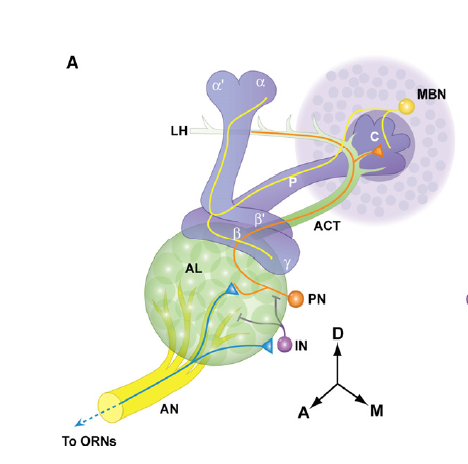 A
α'
α
MBN
LH
C
P
β'
ACT
β
γ
AL
PN
D
IN
AN
A
M
To ORNs